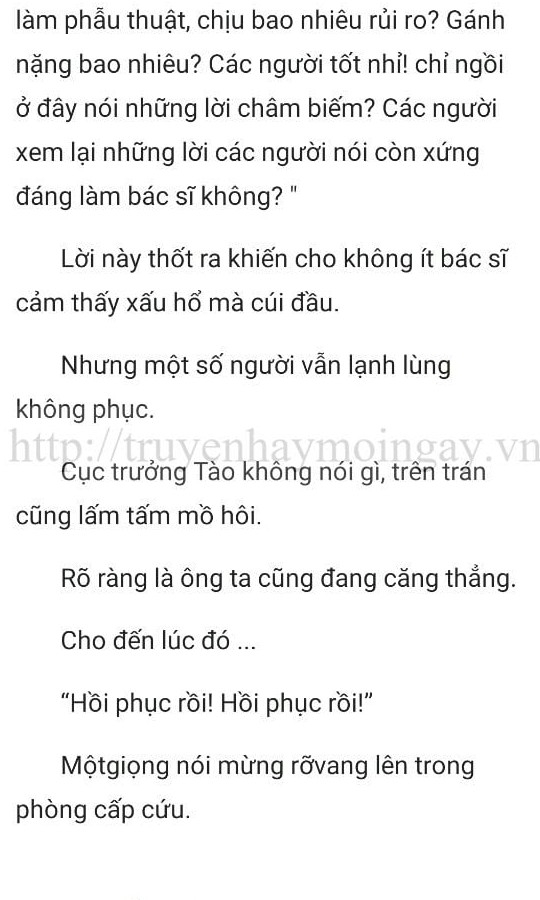 làm phẫu thuật, chịu bao nhiêu rủi ro? Gánh
nặng bao nhiêu? Các người tốt nhỉ! chỉ ngồi
ở đây nói những lời châm biếm? Các người
xem lại những lời các người nói còn xứng
đáng làm bác sĩ không? "
Lời này thốt ra khiến cho không ít bác sĩ
cảm thấy xấu hổ mà cúi đầu.
Nhưng một số người vẫn lạnh lùng
không phục.
http://truyenhaymoingay.vn
Cục trưởng Tào không nói gì, trên trán
cũng lấm tấm mồ hôi.
Rõ ràng là ông ta cũng đang căng thẳng.
Cho đến lúc đó ...
“Hồi phục rồi! Hồi phục rồi!”
Mộtgiọng nói mừng rỡvang lên trong
phòng cấp cứu.